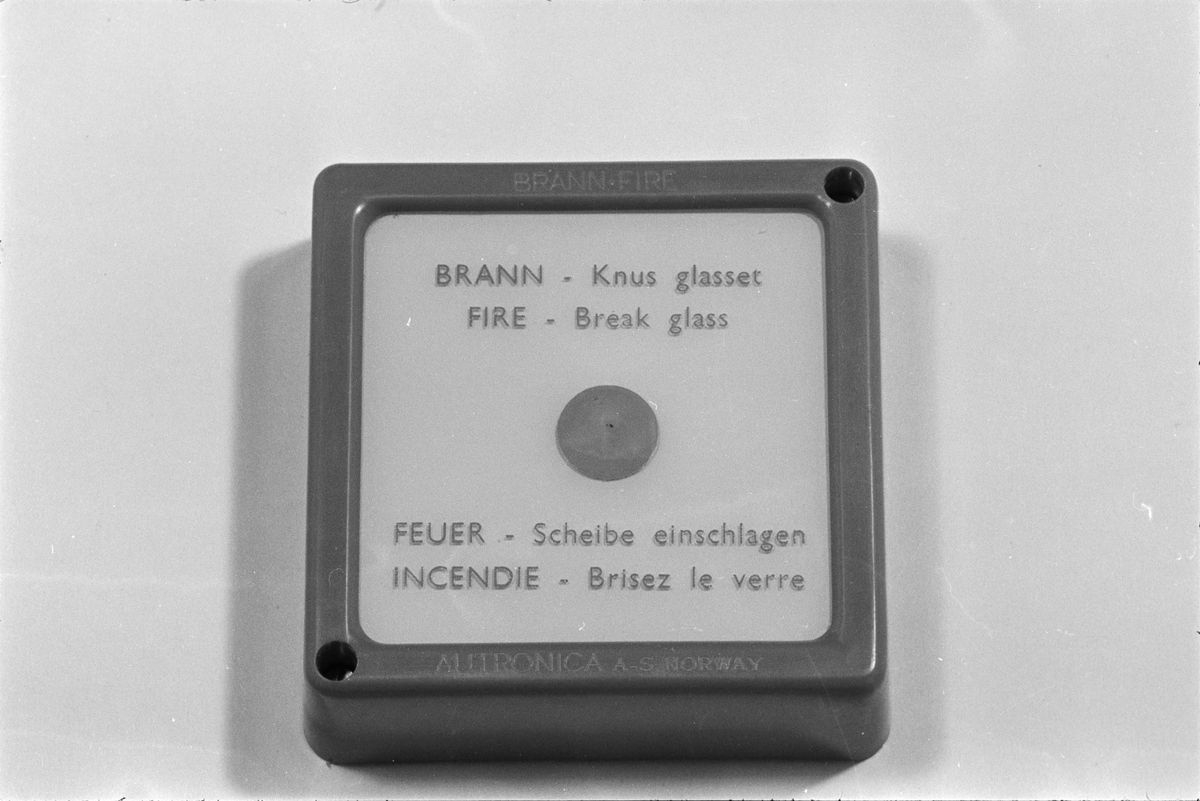 BRANN·FIRE
BRANN - Knus glasset
FIRE - Break glass
FEUER - Scheibe einschlagen
INCENDIE - Brisez le verre
AUTRONICA A-S NORWAY